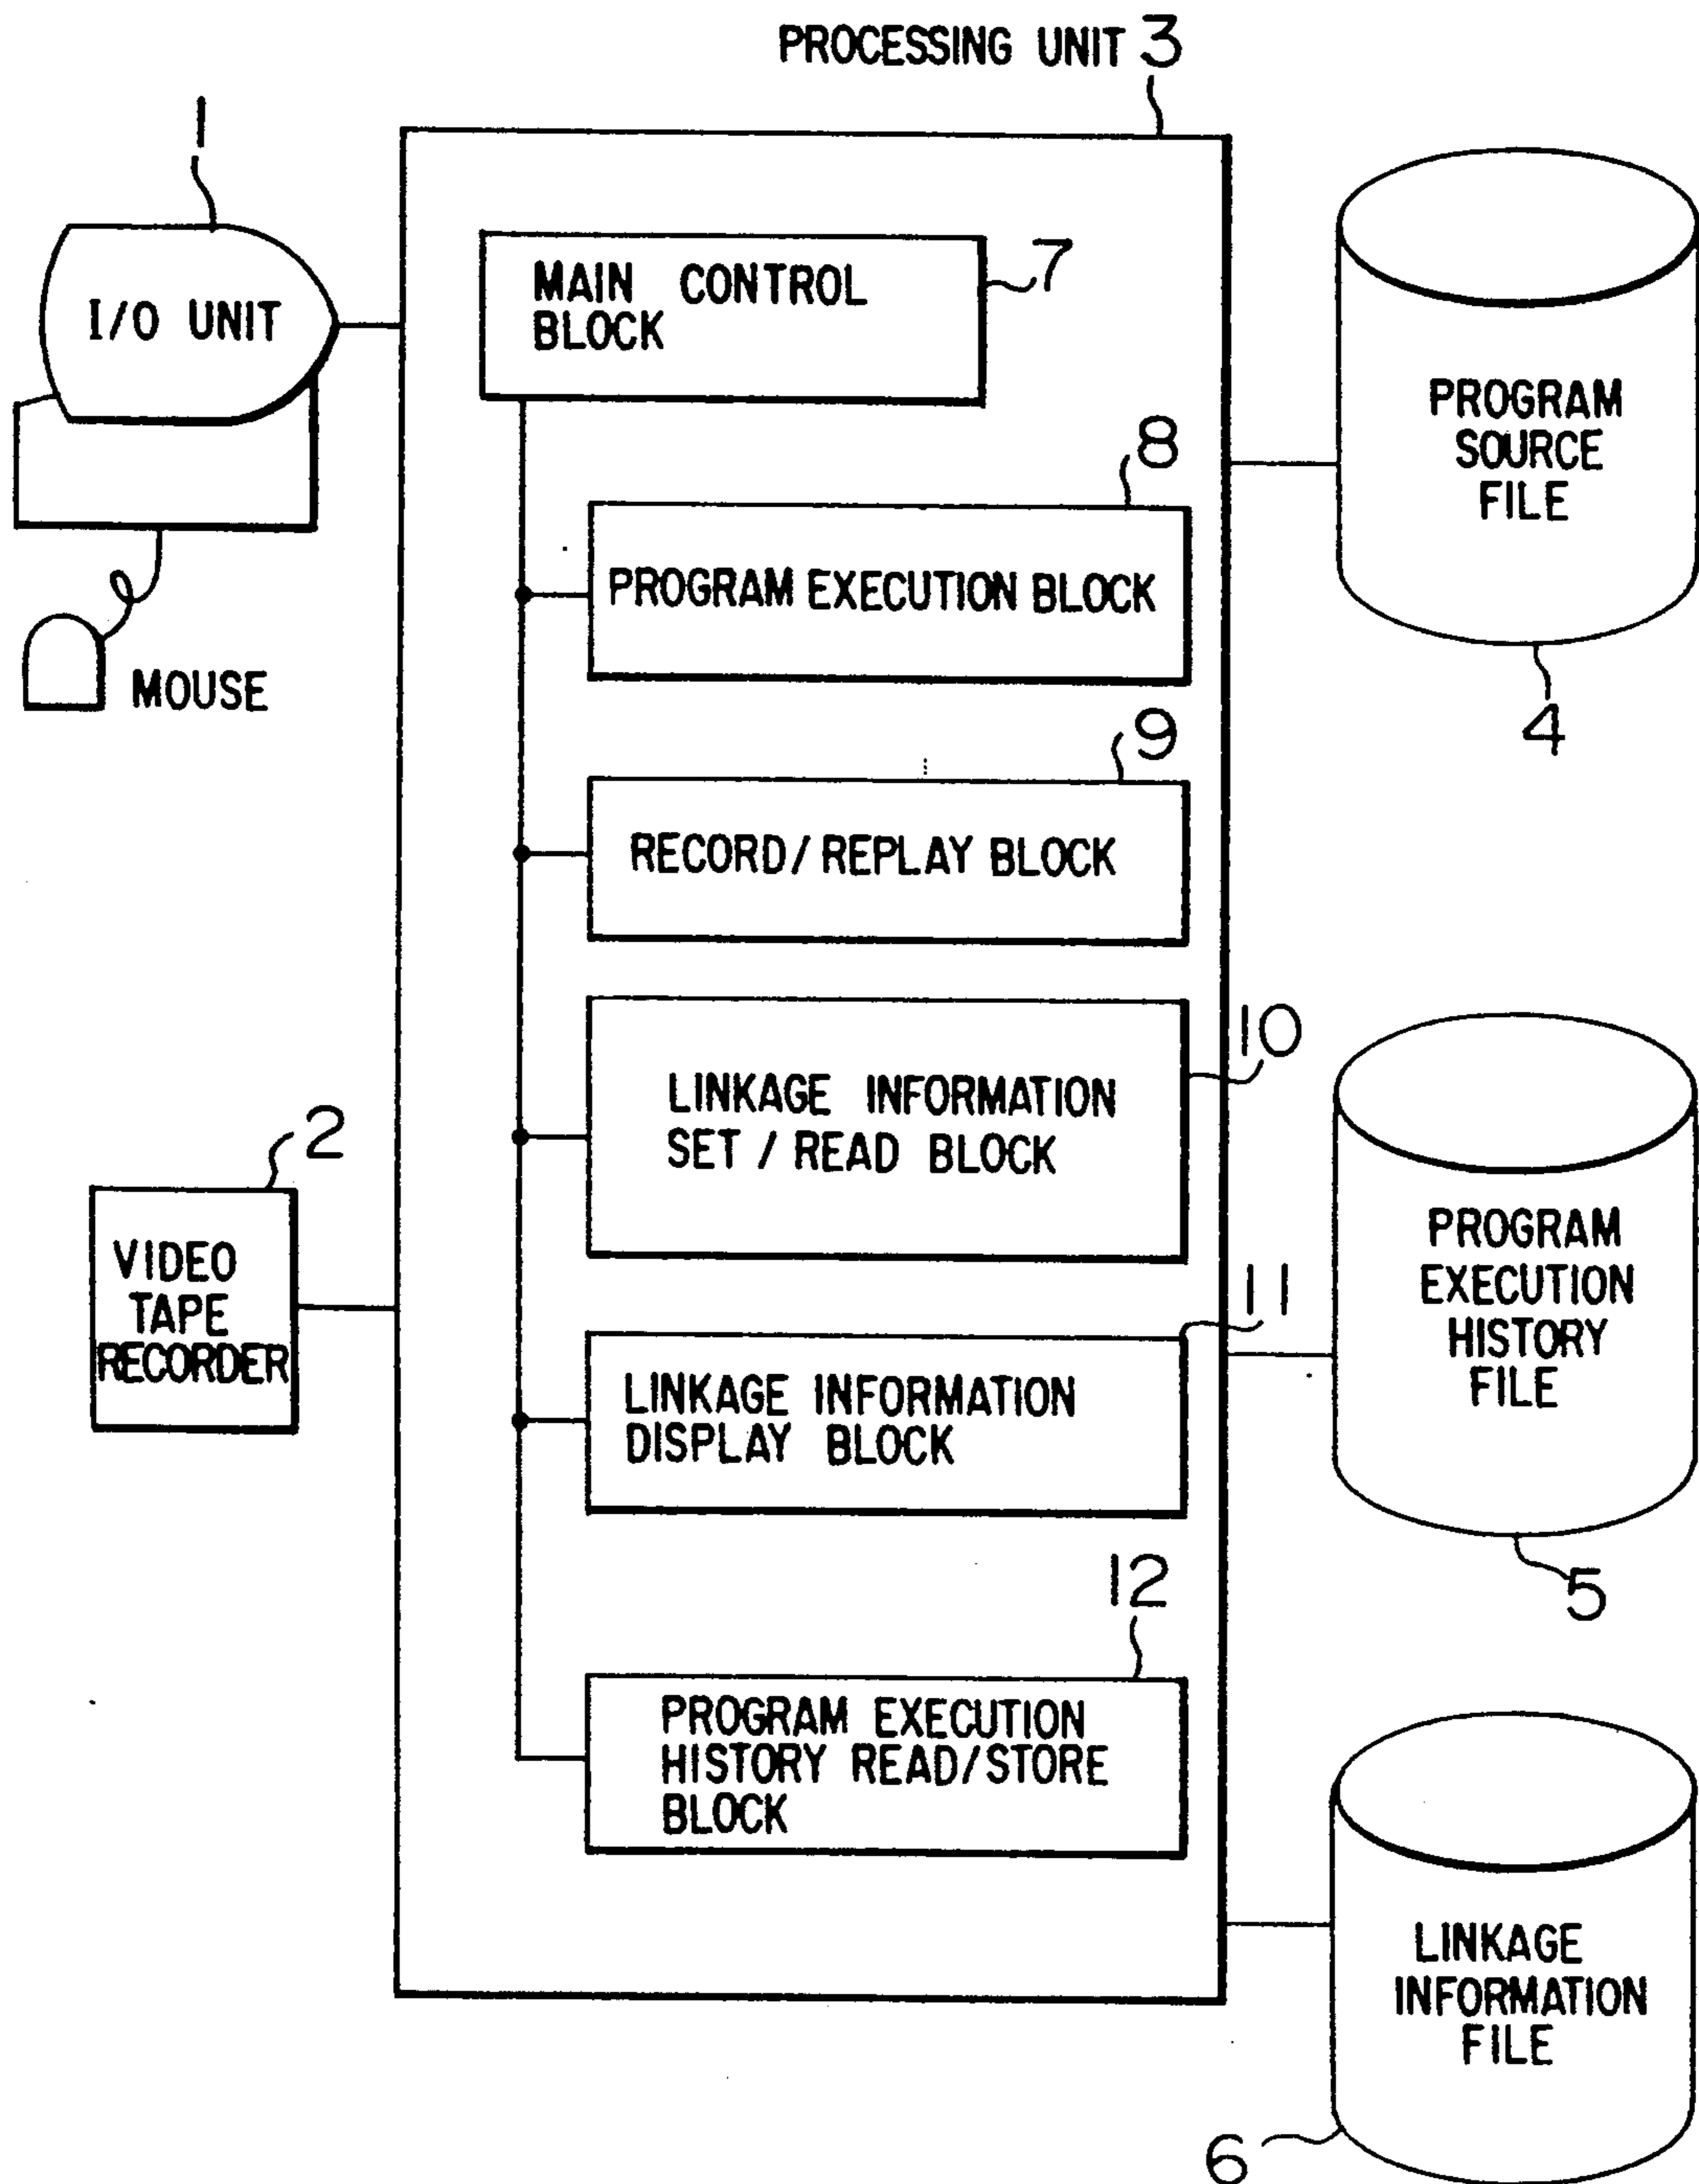 PROCESSING UNIT 3
1
I/O UNIT
MOUSE
MAIN CONTROL
BLOCK
7
8
PROGRAM EXECUTION BLOCK
9
RECORD/REPLAY BLOCK
10
LINKAGE INFORMATION
SET / READ BLOCK
11
LINKAGE INFORMATION
DISPLAY BLOCK
12
PROGRAM EXECUTION
HISTORY READ/STORE
BLOCK
2
VIDEO
TAPE
RECORDER
PROGRAM
SOURCE
FILE
4
PROGRAM
EXECUTION
HISTORY
FILE
5
LINKAGE
INFORMATION
FILE
6